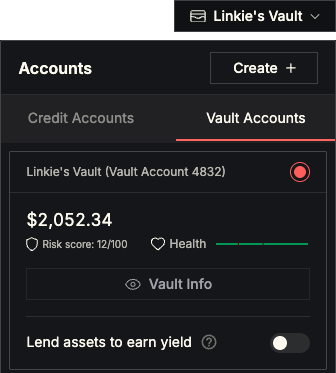 Linkie's Vault
Accounts
Create +
Credit Accounts
Vault Accounts
Linkie's Vault (Vault Account 4832)
$2,052.34
Risk score: 12/100
Health
Vault Info
Lend assets to earn yield ?